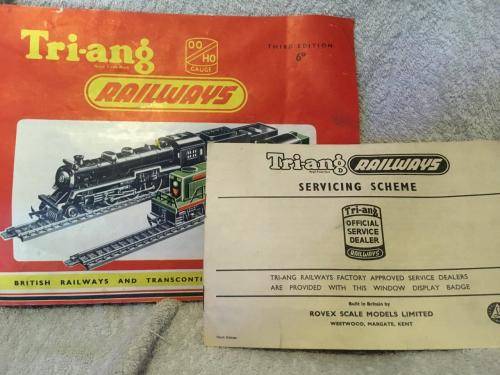 Tri-ang
OO
HO
GAUGE
THIRD EDITION
6D
RAILWAYS
BRITISH RAILWAYS AND TRANSCONT
Tri-ang RAILWAYS
SERVICING SCHEME
Tri-ang
OFFICIAL
SERVICE
DEALER
TRI-ANG RAILWAYS FACTORY APPROVED SERVICE DEALERS
ARE PROVIDED WITH THIS WINDOW DISPLAY BADGE
Built in Britain by
ROVEX SCALE MODELS LIMITED
WESTWOOD, MARGATE, KENT